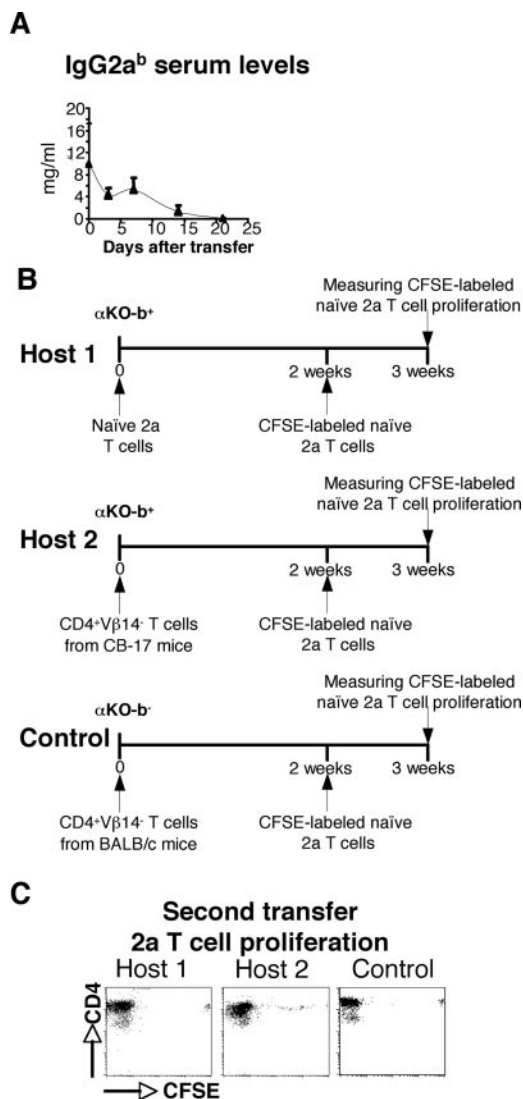 A
IgG2aᵇ serum levels
20
16
12
8
4
0
mg/ml
0 5 10 15 20 25
Days after transfer
B
Measuring CFSE-labeled
naïve 2a T cell proliferation
αKO-b⁺
Host 1
0 2 weeks 3 weeks
Naïve 2a
T cells
CFSE-labeled naïve
2a T cells
Measuring CFSE-labeled
naïve 2a T cell proliferation
αKO-b⁺
Host 2
0 2 weeks 3 weeks
CD4⁺Vβ14⁻ T cells
from CB-17 mice
CFSE-labeled naïve
2a T cells
Measuring CFSE-labeled
naïve 2a T cell proliferation
αKO-b⁻
Control
0 2 weeks 3 weeks
CD4⁺Vβ14⁻ T cells
from BALB/c mice
CFSE-labeled naïve
2a T cells
C
Second transfer
2a T cell proliferation
Host 1 Host 2 Control
CD4
CFSE